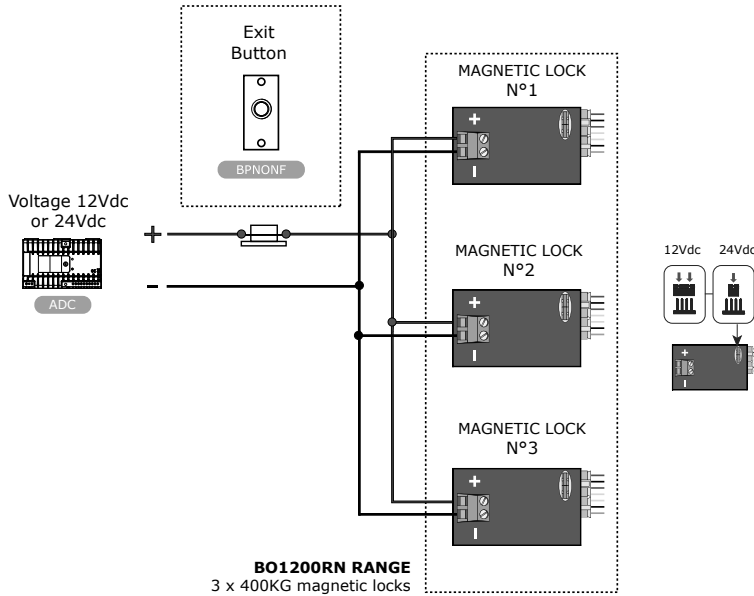 Exit
Button
BPNONF
Voltage 12Vdc
or 24Vdc
ADC
+
-
MAGNETIC LOCK
N°1
+
-
MAGNETIC LOCK
N°2
+
-
MAGNETIC LOCK
N°3
+
-
12Vdc 24Vdc
+
-
BO1200RN RANGE
3 x 400KG magnetic locks